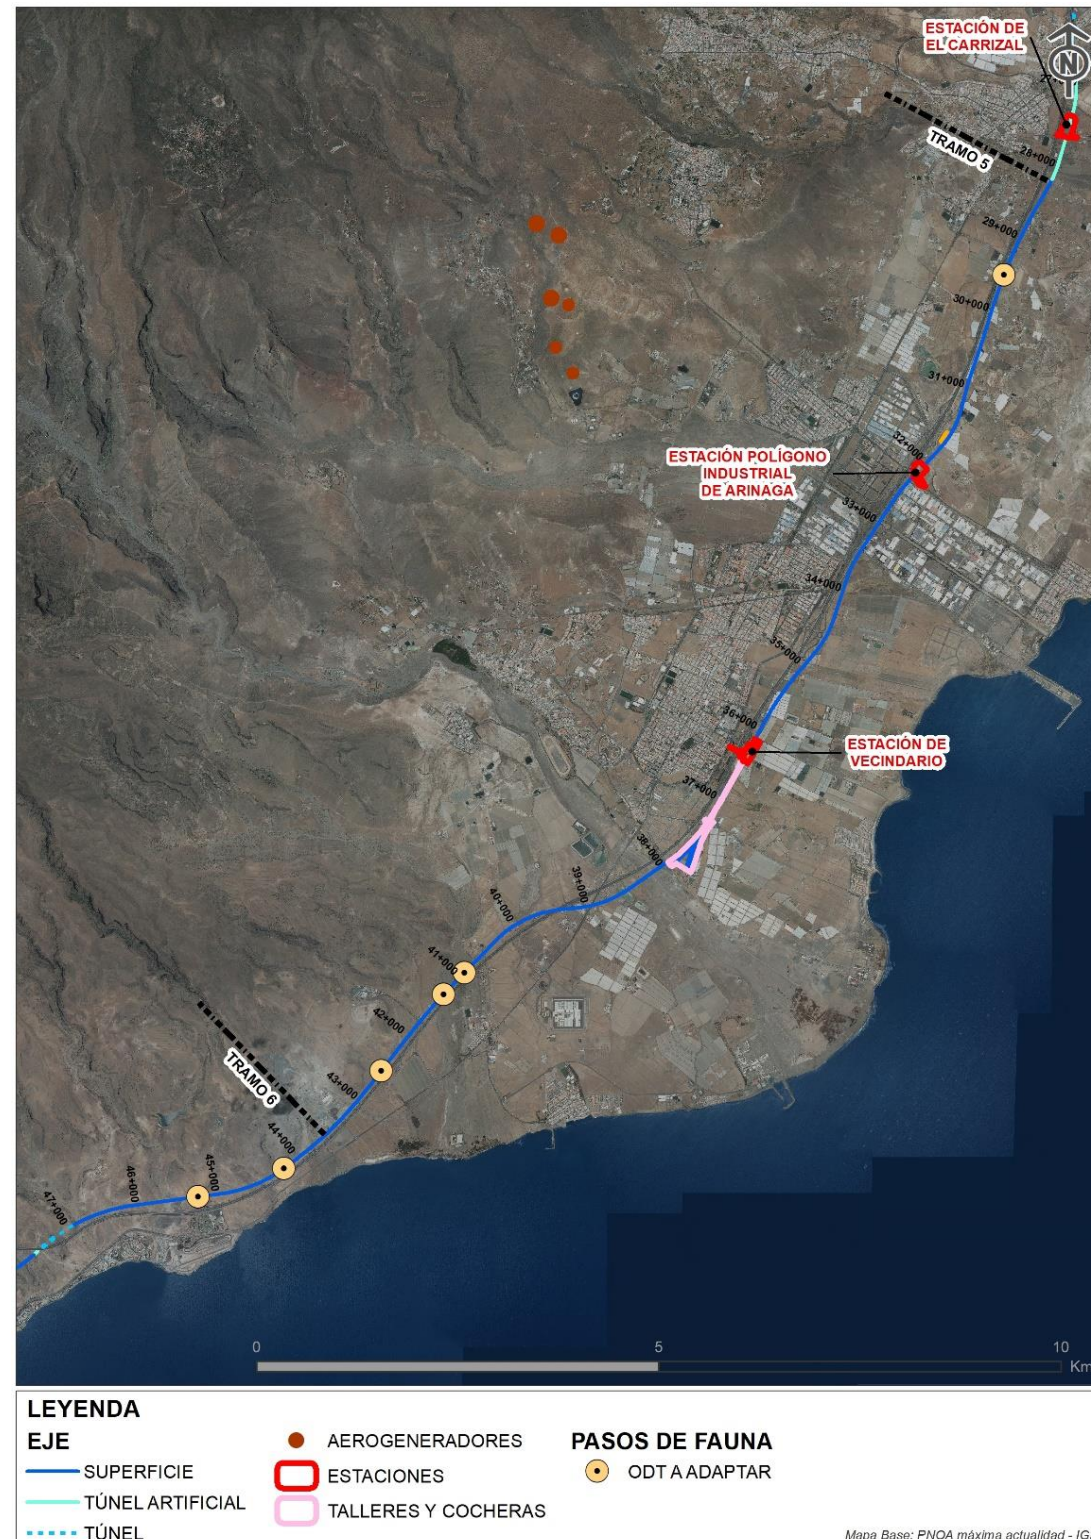 ESTACIÓN DE
EL CARRIZAL
N
TRAMO 5
28+000
29+000
30+000
31+000
32+000
ESTACIÓN POLÍGONO
INDUSTRIAL
DE ARINAGA
33+000
34+000
35+000
36+000
ESTACIÓN DE
VECINDARIO
37+000
38+000
39+000
40+000
41+000
42+000
43+000
TRAMO 6
44+000
45+000
46+000
47+000
0 5 10
Km
LEYENDA
EJE
SUPERFICIE
TÚNEL ARTIFICIAL
TÚNEL
AEROGENERADORES
ESTACIONES
TALLERES Y COCHERAS
PASOS DE FAUNA
ODT A ADAPTAR
Mapa Base: PNOA máxima actualidad -